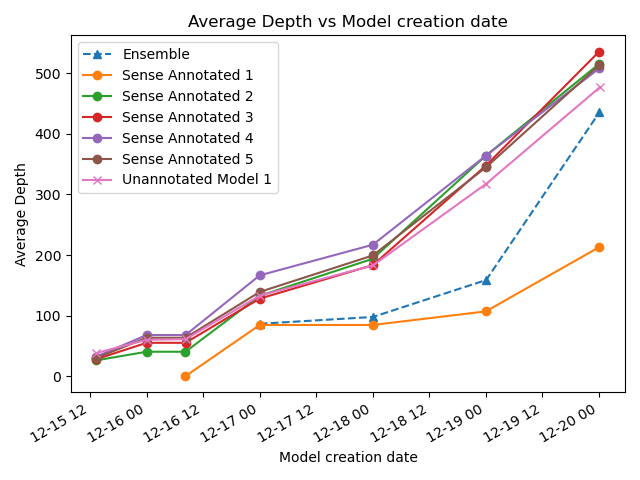 Average Depth vs Model creation date
Ensemble
Sense Annotated 1
Sense Annotated 2
Sense Annotated 3
Sense Annotated 4
Sense Annotated 5
Unannotated Model 1
Average Depth
500
400
300
200
100
0
12-15 12
12-16 00
12-16 12
12-17 00
12-17 12
12-18 00
12-18 12
12-19 00
12-19 12
12-20 00
Model creation date